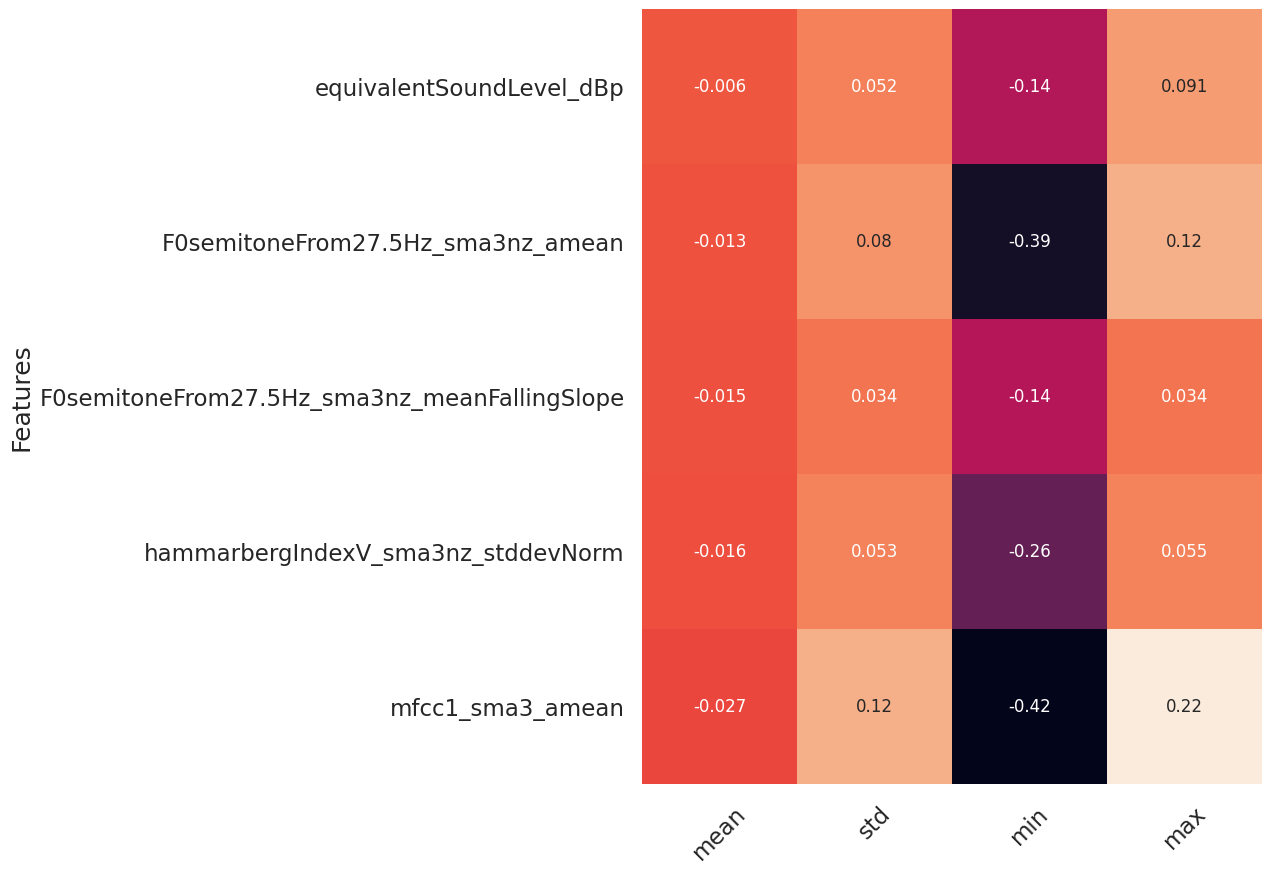 Features
equivalentSoundLevel_dBp -0.006 0.052 -0.14 0.091
F0semitoneFrom27.5Hz_sma3nz_amean -0.013 0.08 -0.39 0.12
F0semitoneFrom27.5Hz_sma3nz_meanFallingSlope -0.015 0.034 -0.14 0.034
hammarbergIndexV_sma3nz_stddevNorm -0.016 0.053 -0.26 0.055
mfcc1_sma3_amean -0.027 0.12 -0.42 0.22
mean std min max